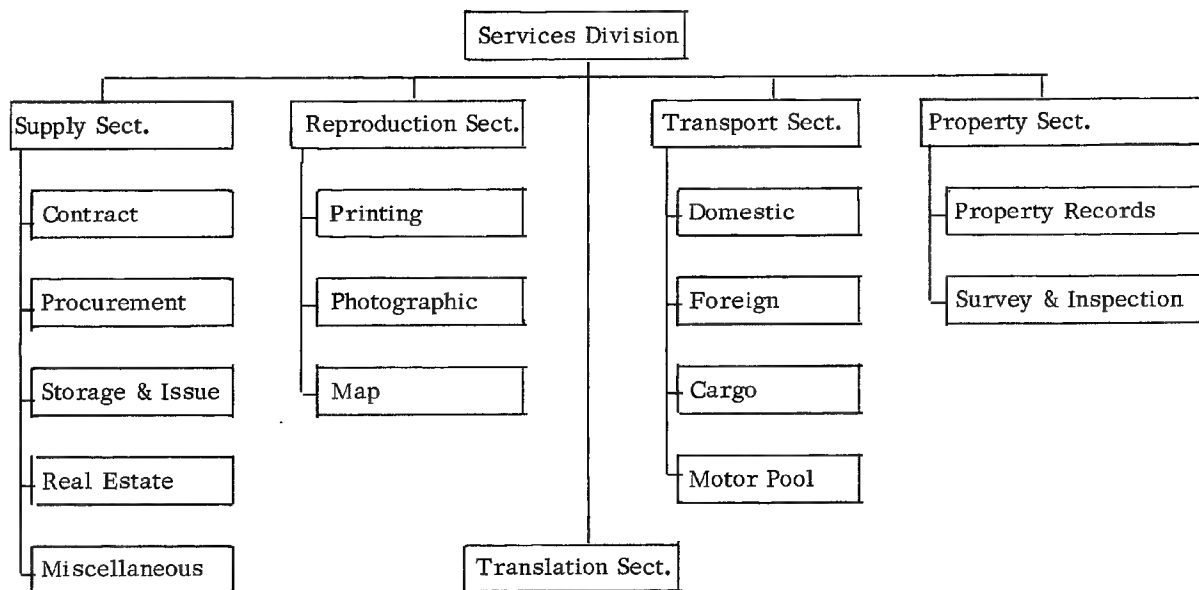 Services Division
Supply Sect.
Contract
Procurement
Storage & Issue
Real Estate
Miscellaneous
Reproduction Sect.
Printing
Photographic
Map
Transport Sect.
Domestic
Foreign
Cargo
Motor Pool
Property Sect.
Property Records
Survey & Inspection
Translation Sect.